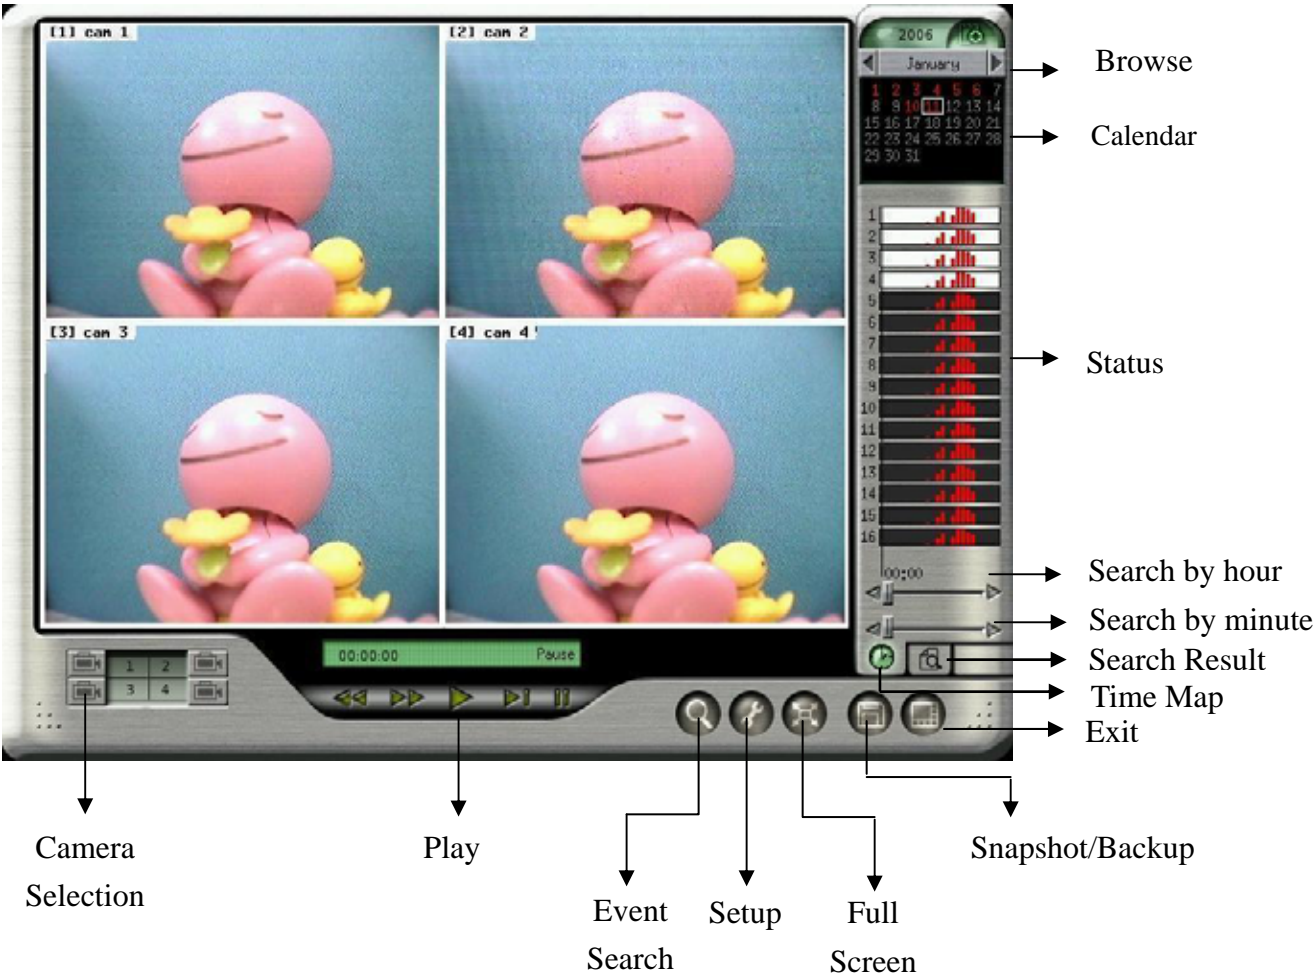 [1] cam 1
[2] cam 2
[3] cam 3
[4] cam 4
2006
January
1 2 3 4 5 6 7
8 9 10 11 12 13 14
15 16 17 18 19 20 21
22 23 24 25 26 27 28
29 30 31
1
2
3
4
5
6
7
8
9
10
11
12
13
14
15
16
00:00
00:00:00 Pause
1 2
3 4
Browse
Calendar
Status
Search by hour
Search by minute
Search Result
Time Map
Exit
Camera
Selection
Play
Event
Search
Setup
Full
Screen
Snapshot/Backup